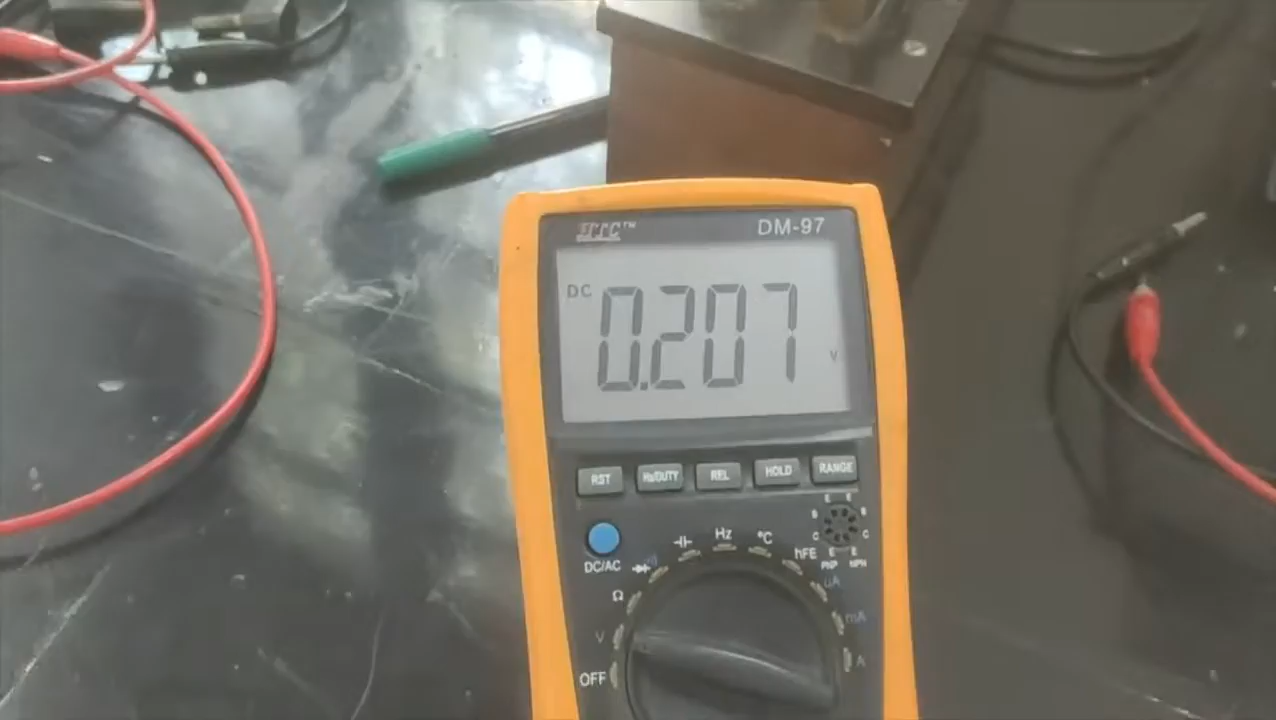 HTC™ DM-97
DC 0.207 V
RST Hz/DUTY REL HOLD RANGE
DC/AC
Hz
°C
hFE
E E
B B
C C
E E
PNP NPN
Ω
V
OFF
µA
mA
A